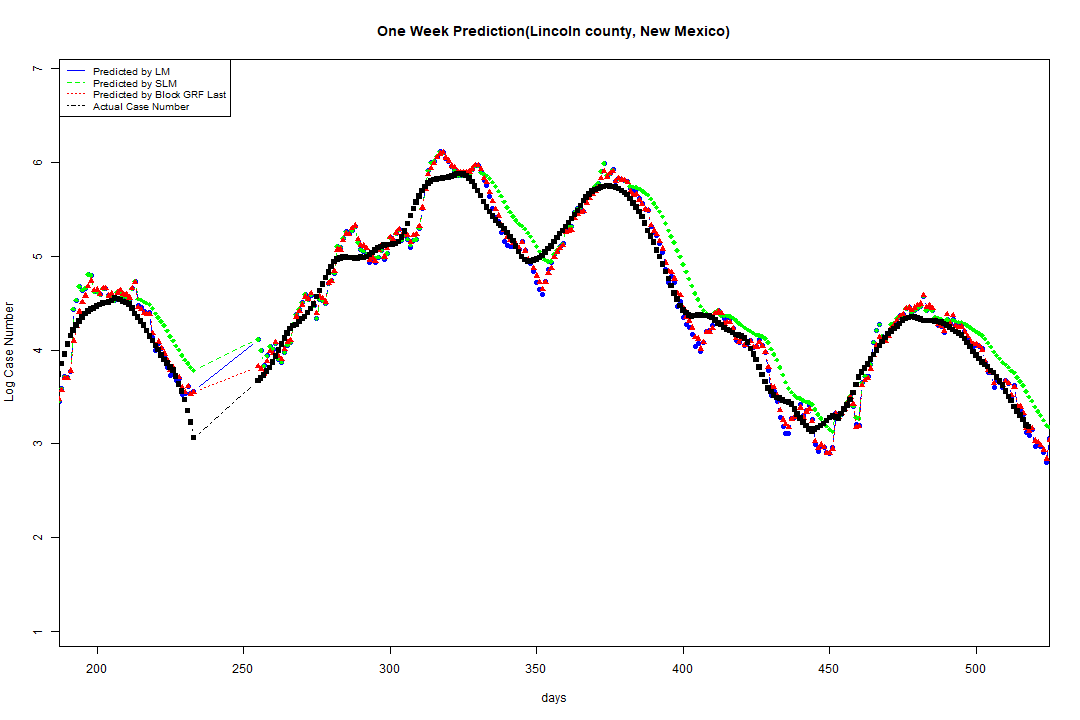 One Week Prediction(Lincoln county, New Mexico)
Predicted by LM
Predicted by SLM
Predicted by Block GRF Last
Actual Case Number
7
6
5
4
3
2
1
Log Case Number
200 250 300 350 400 450 500
days